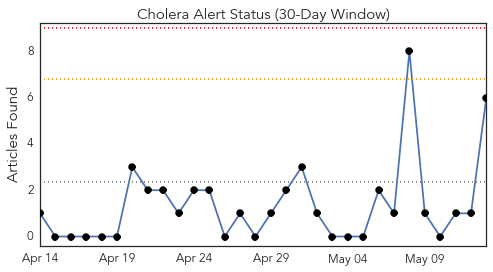 Cholera Alert Status (30-Day Window)
Articles Found
8
6
4
2
0
Apr 14 Apr 19 Apr 24 Apr 29 May 04 May 09